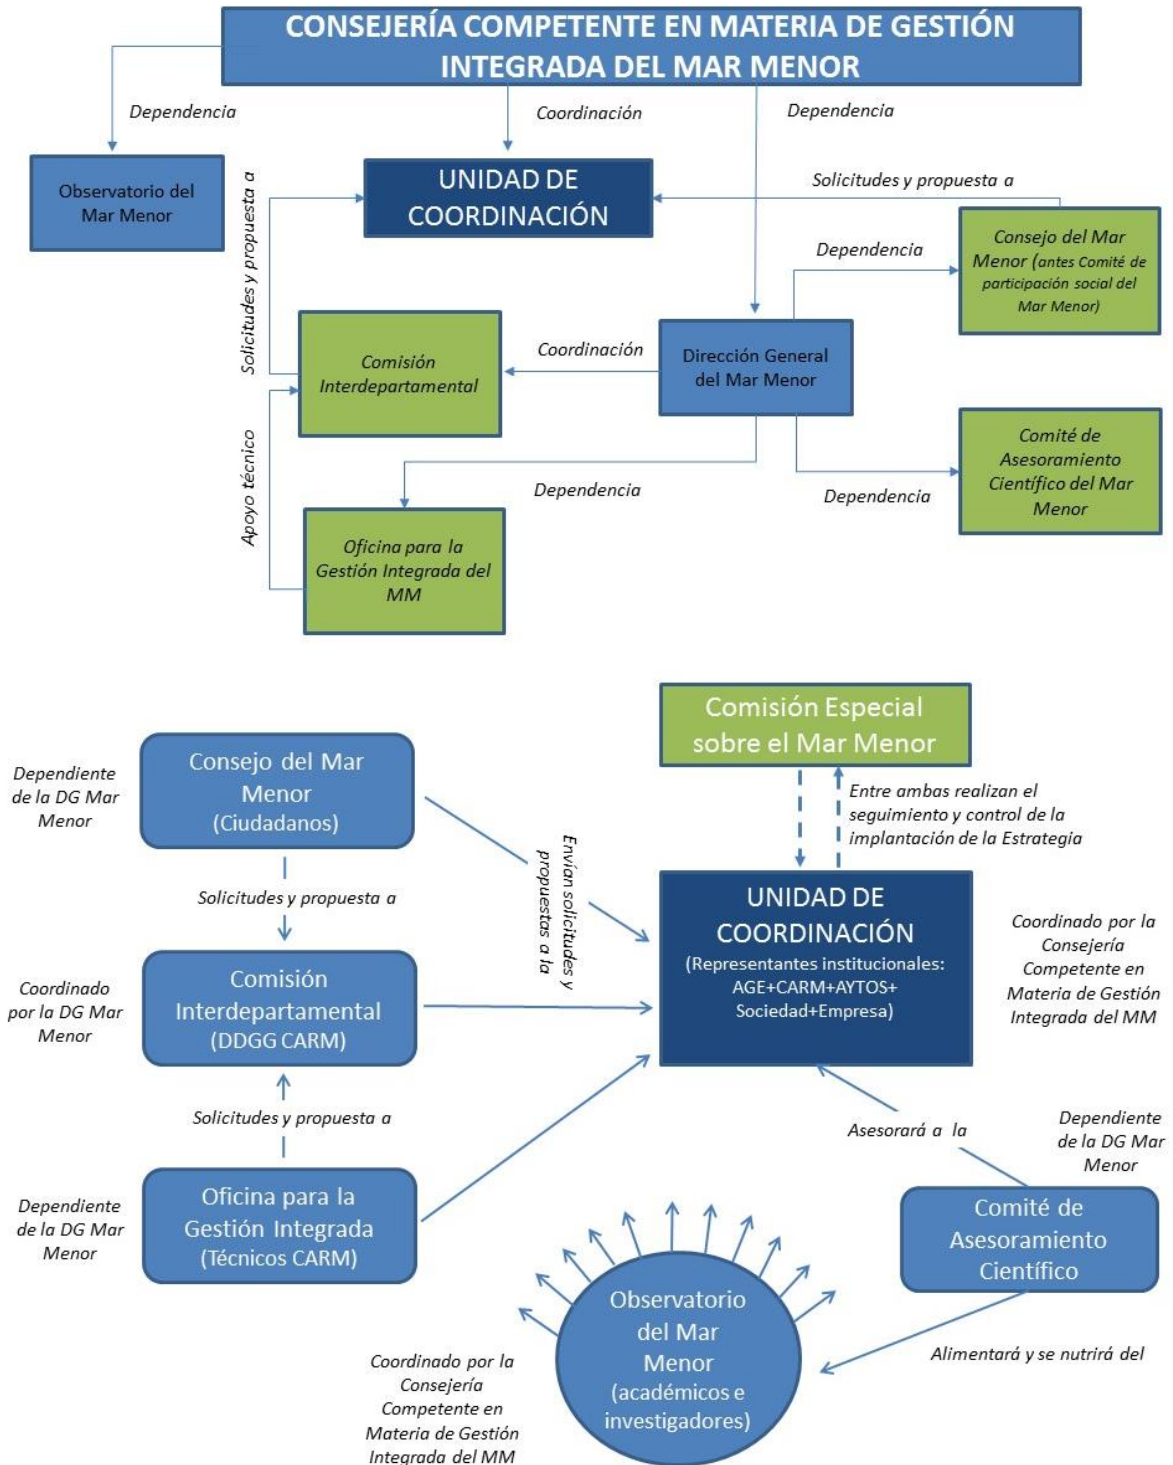 CONSEJERÍA COMPETENTE EN MATERIA DE GESTIÓN
INTEGRADA DEL MAR MENOR
Dependencia
Coordinación
Dependencia
Observatorio del
Mar Menor
Solicitudes y propuesta a
UNIDAD DE
COORDINACIÓN
Solicitudes y propuesta a
Dependencia
Consejo del Mar
Menor (antes Comité de
participación social del
Mar Menor)
Comisión
Interdepartamental
Coordinación
Dirección General
del Mar Menor
Apoyo técnico
Dependencia
Dependencia
Comité de
Asesoramiento
Científico del Mar
Menor
Oficina para la
Gestión Integrada del
MM
Comisión Especial
sobre el Mar Menor
Dependiente
de la DG Mar
Menor
Consejo del Mar
Menor
(Ciudadanos)
Entre ambas realizan el
seguimiento y control de la
implantación de la Estrategia
Solicitudes y propuesta a
Envían solicitudes y
propuestas a la
UNIDAD DE
COORDINACIÓN
(Representantes institucionales:
AGE+CARM+AYTOS+
Sociedad+Empresa)
Coordinado por la
Consejería
Competente en
Materia de Gestión
Integrada del MM
Coordinado
por la DG Mar
Menor
Comisión
Interdepartamental
(DDGG CARM)
Solicitudes y propuesta a
Asesorará a la
Dependiente
de la DG Mar
Menor
Dependiente
de la DG Mar
Menor
Oficina para la
Gestión Integrada
(Técnicos CARM)
Comité de
Asesoramiento
Científico
Observatorio
del Mar
Menor
(académicos e
investigadores)
Alimentará y se nutrirá del
Coordinado por la
Consejería
Competente en
Materia de Gestión
Integrada del MM